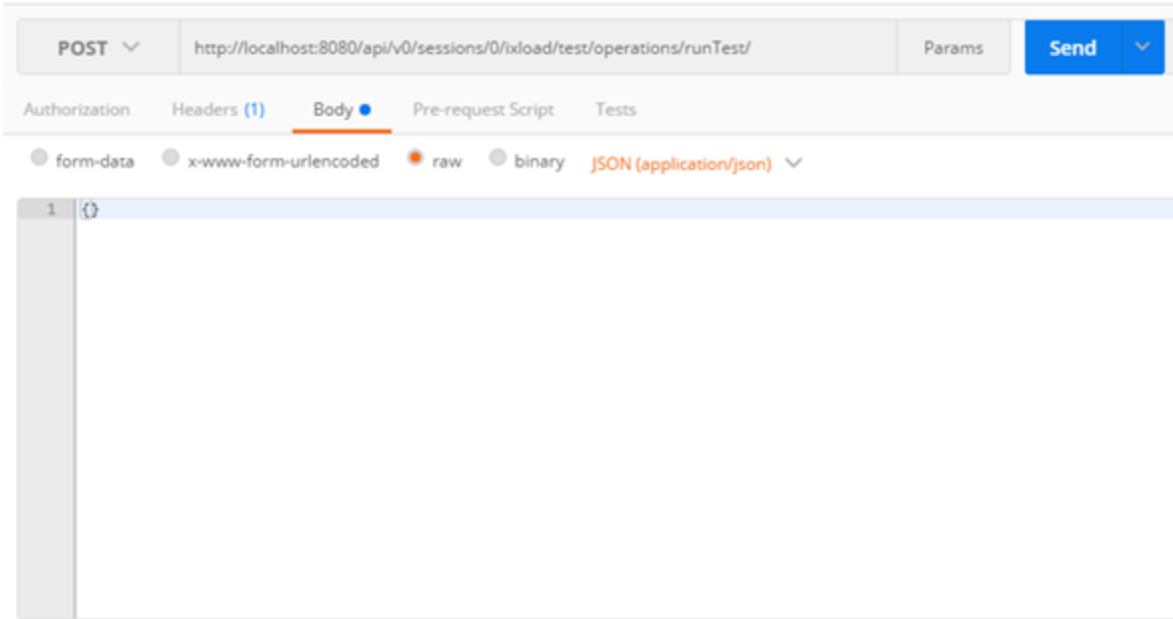 POST http://localhost:8080/api/v0/sessions/0/ixload/test/operations/runTest/ Params Send
Authorization Headers (1) Body Pre-request Script Tests
form-data x-www-form-urlencoded raw binary JSON (application/json)
1 {}